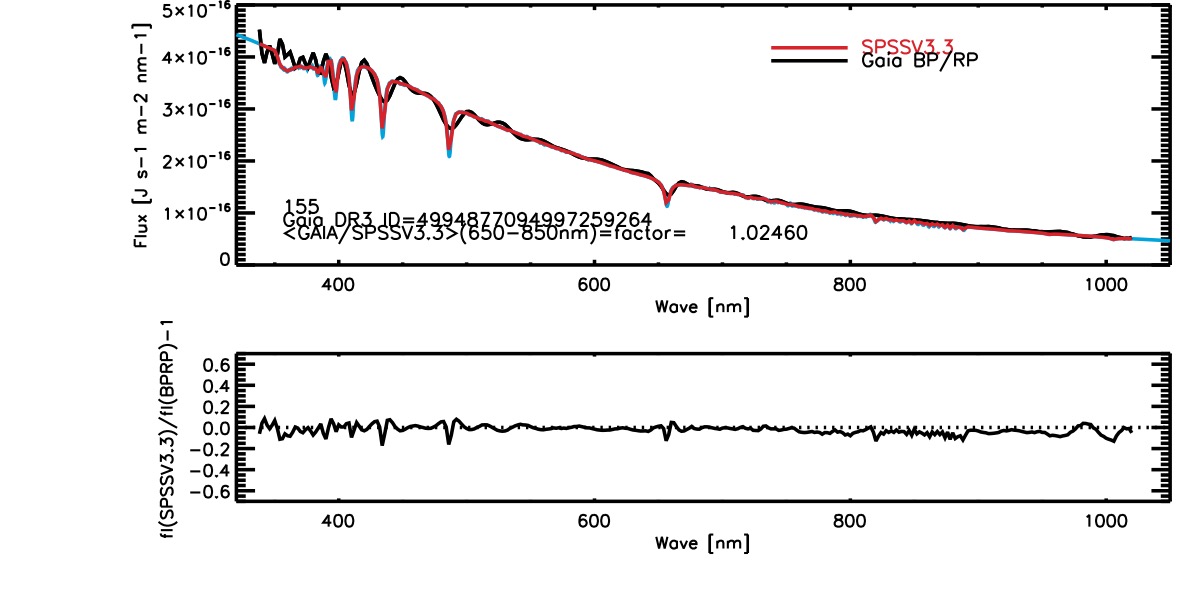 5×10−16
4×10−16
3×10−16
2×10−16
1×10−16
0
Flux [J s−1 m−2 nm−1]
SPSSV3.3
Gaia BP/RP
155
Gaia DR3 ID=4994877094997259264
<GAIA/SPSSV3.3>(650−850nm)=factor= 1.02460
400 600 800 1000
Wave [nm]
fl(SPSSV3.3)/fl(BPRP)−1
0.6
0.4
0.2
0.0
−0.2
−0.4
−0.6
400 600 800 1000
Wave [nm]